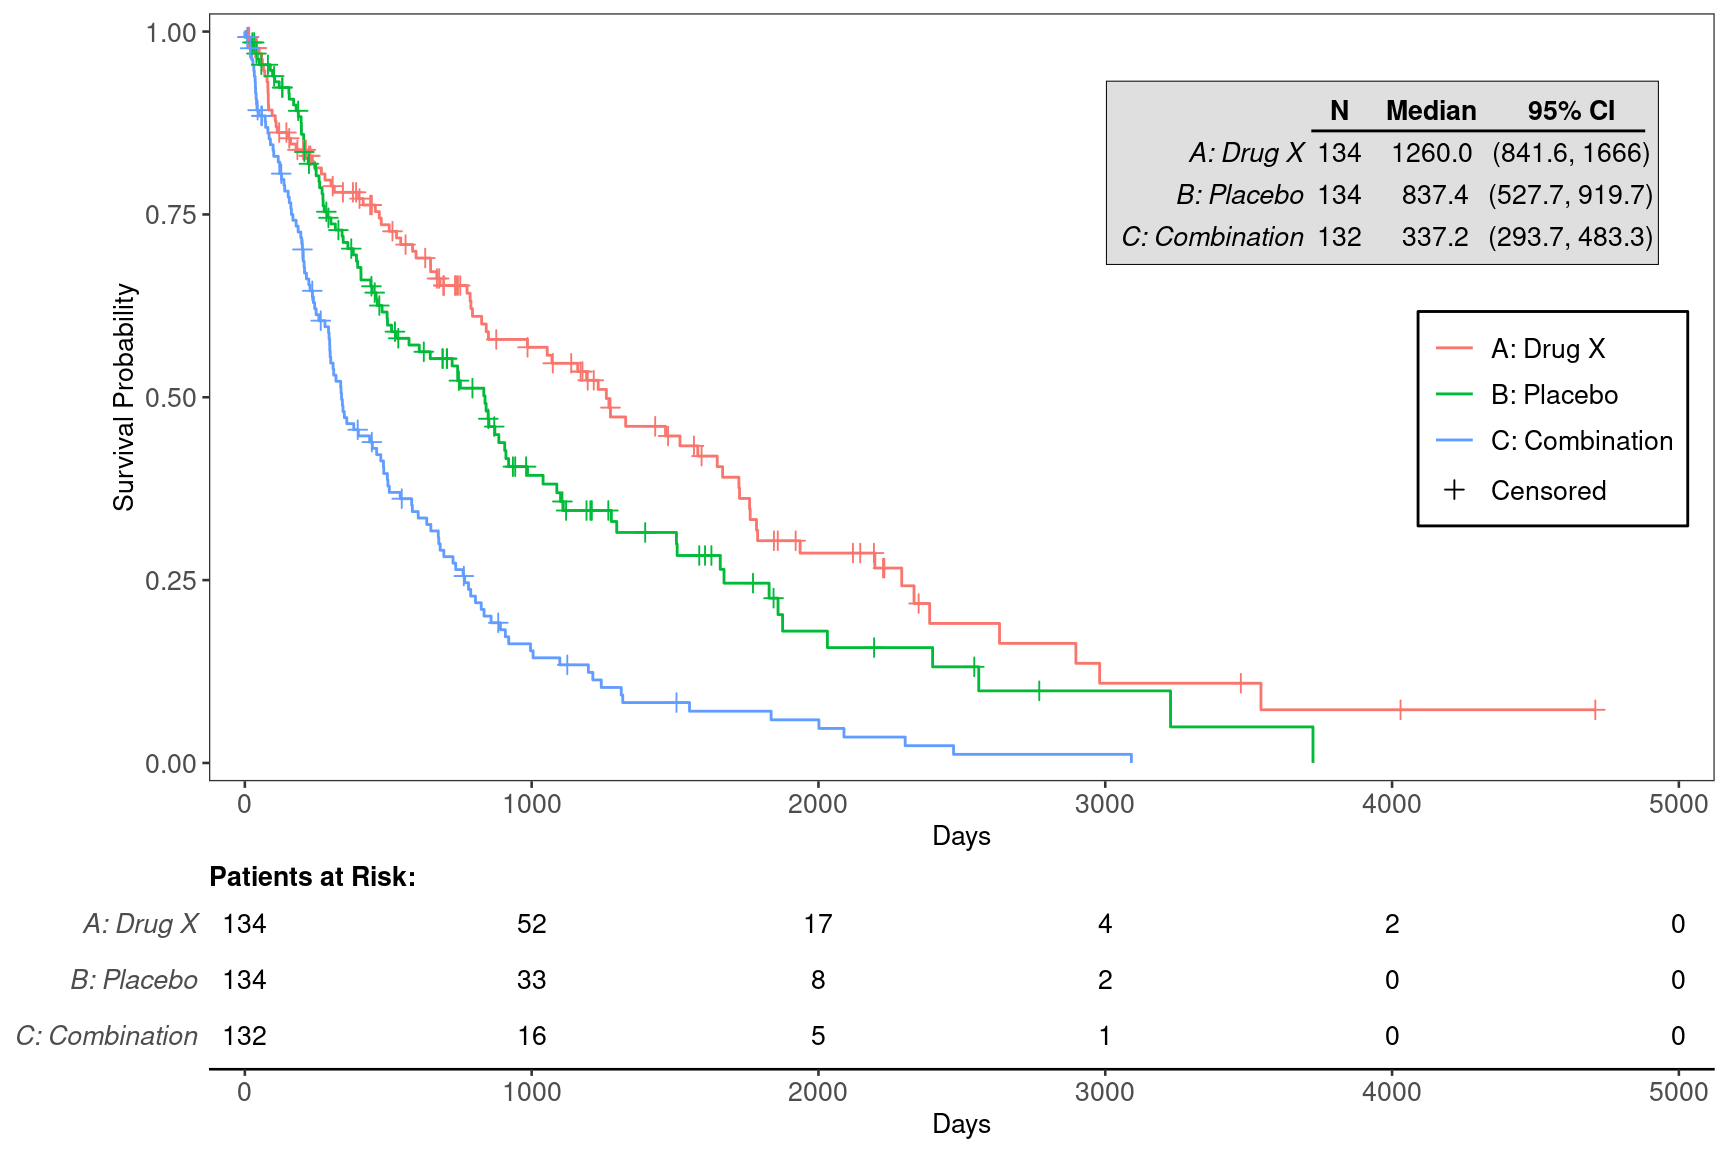 1.00
0.75
0.50
0.25
0.00
Survival Probability
N Median 95% CI
A: Drug X 134 1260.0 (841.6, 1666)
B: Placebo 134 837.4 (527.7, 919.7)
C: Combination 132 337.2 (293.7, 483.3)
A: Drug X
B: Placebo
C: Combination
Censored
0 1000 2000 3000 4000 5000
Days
Patients at Risk:
A: Drug X 134 52 17 4 2 0
B: Placebo 134 33 8 2 0 0
C: Combination 132 16 5 1 0 0
0 1000 2000 3000 4000 5000
Days